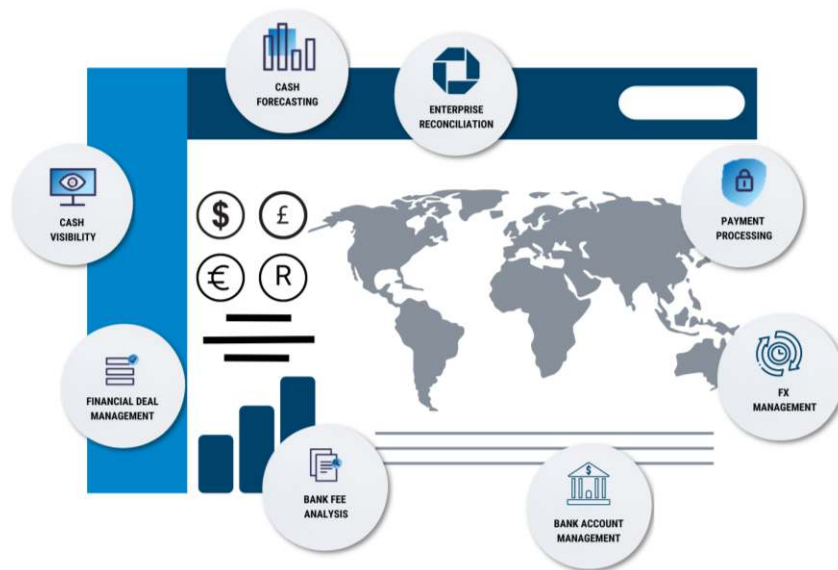 CASH
FORECASTING
ENTERPRISE
RECONCILIATION
CASH
VISIBILITY
PAYMENT
PROCESSING
$ £
€ R
FINANCIAL DEAL
MANAGEMENT
FX
MANAGEMENT
BANK FEE
ANALYSIS
$
BANK ACCOUNT
MANAGEMENT